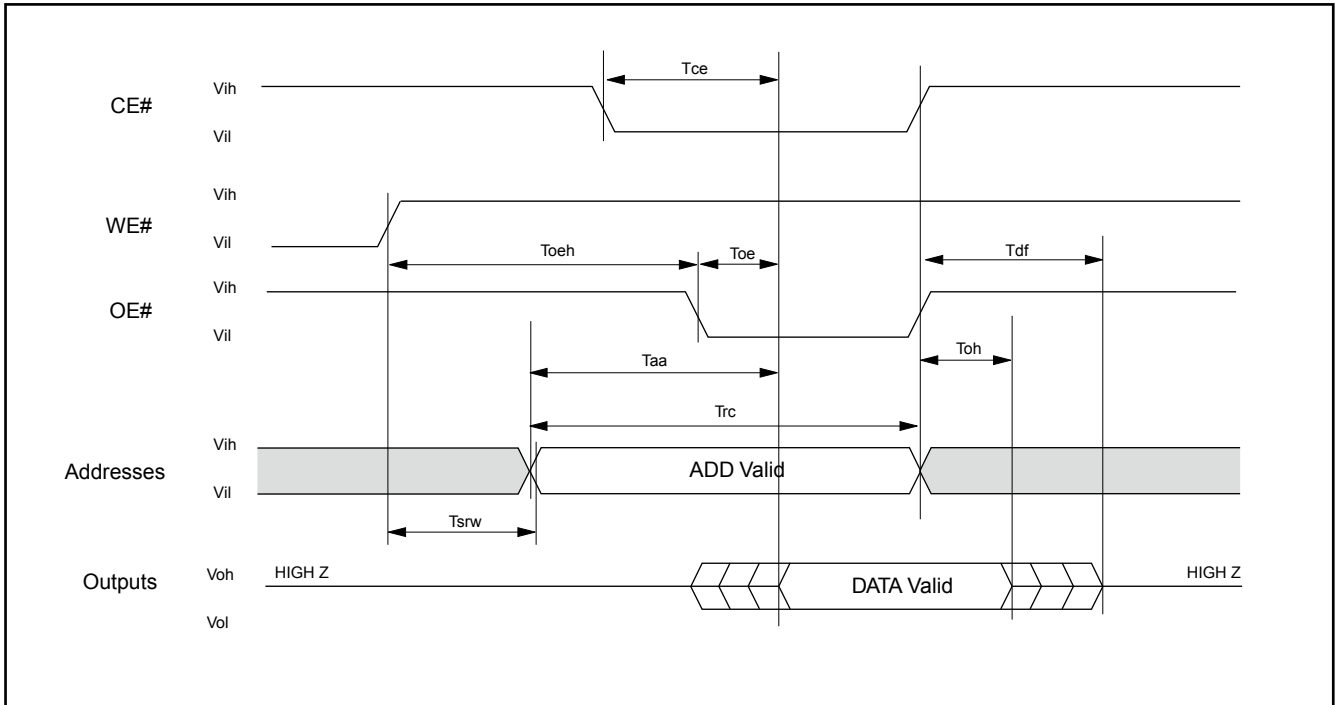 Tce
Vih
CE#
Vil
Vih
WE#
Vil
Toeh
Toe
Tdf
Vih
OE#
Vil
Toh
Taa
Trc
Vih
Addresses
ADD Valid
Vil
Tsrw
Outputs
Voh
HIGH Z
DATA Valid
HIGH Z
Vol